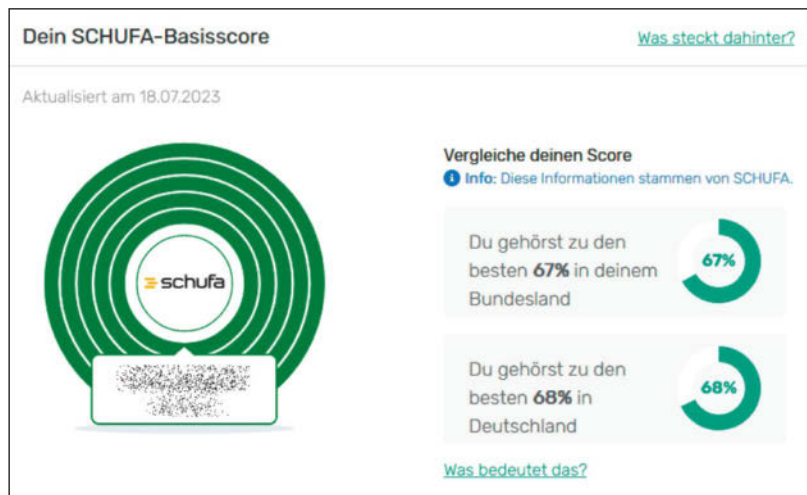 Dein SCHUFA-Basisscore
Was steckt dahinter?
Aktualisiert am 18.07.2023
schufa
Vergleiche deinen Score
Info: Diese Informationen stammen von SCHUFA.
Du gehörst zu den
besten 67% in deinem
Bundesland
67%
Du gehörst zu den
besten 68% in
Deutschland
68%
Was bedeutet das?